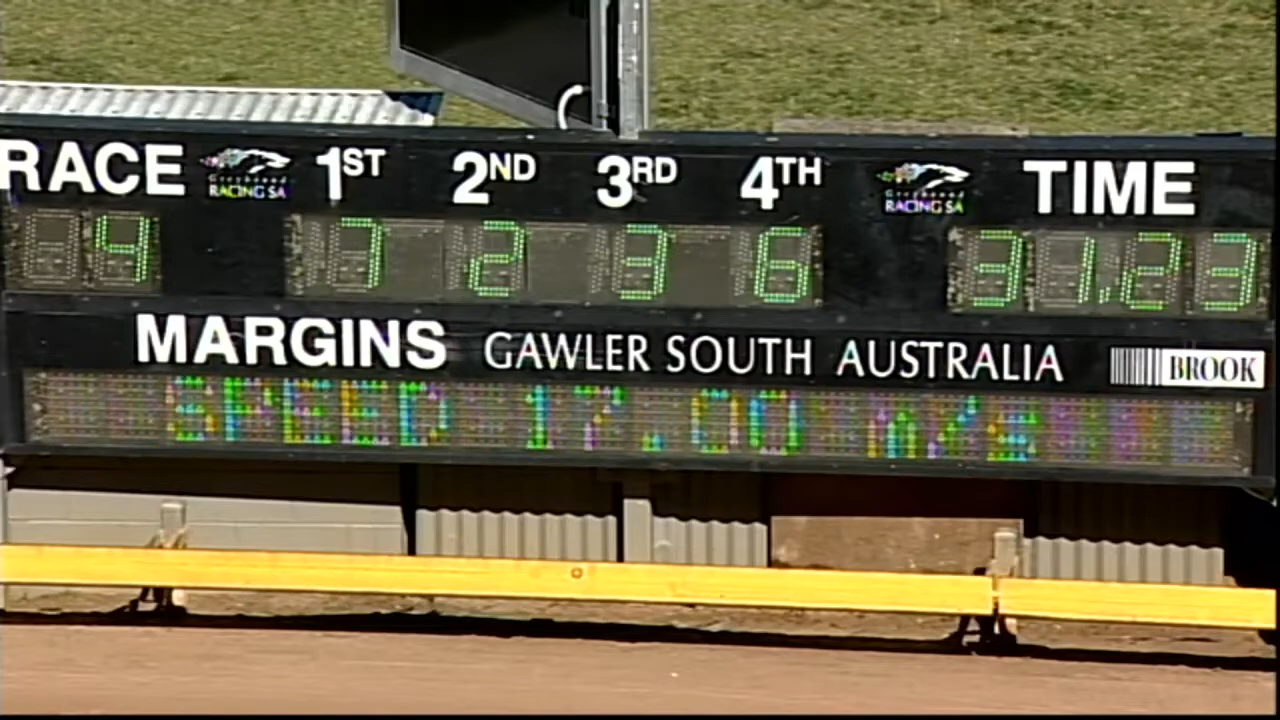 RACE Greyhound RACING SA 1ST 2ND 3RD 4TH Greyhound RACING SA TIME
4 7 2 3 6 31.23
MARGINS GAWLER SOUTH AUSTRALIA BROOK
SPEED 17.00 m/s